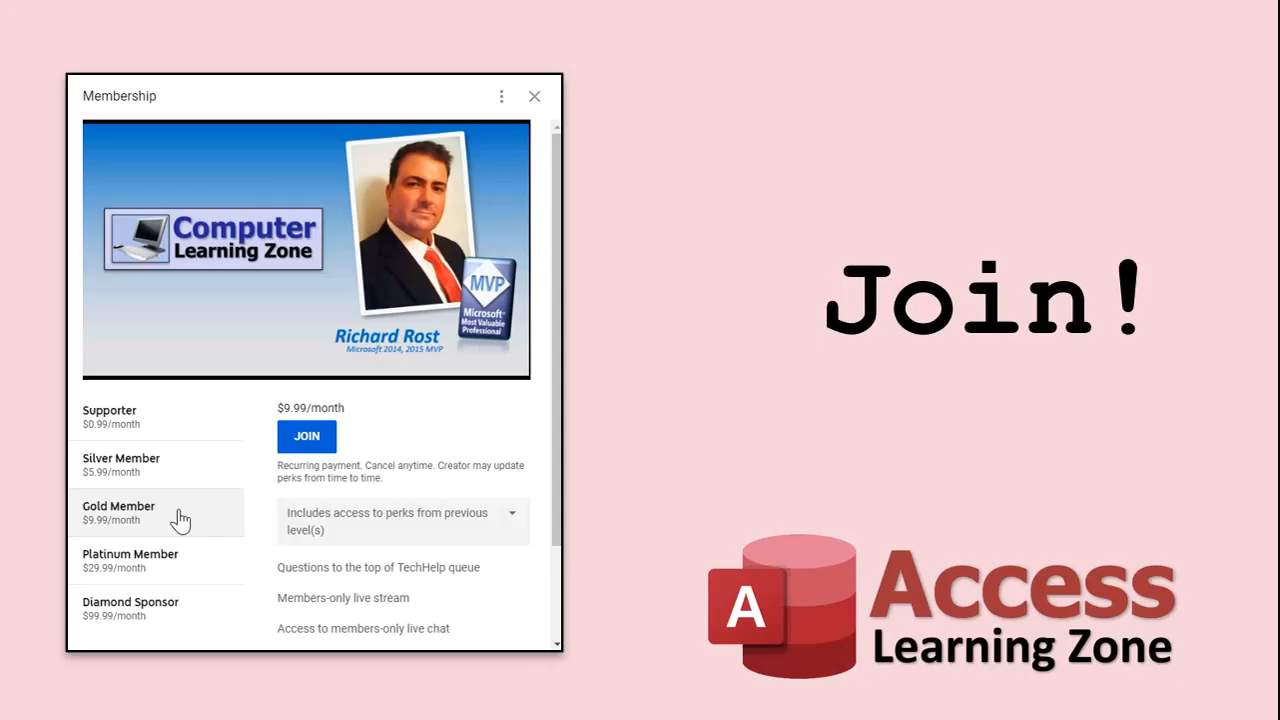 Membership
Computer
Learning Zone
MVP
Microsoft
Most Valuable
Professional
Richard Rost
Microsoft 2014, 2015 MVP
Supporter
$0.99/month
Silver Member
$5.99/month
Gold Member
$9.99/month
Platinum Member
$29.99/month
Diamond Sponsor
$99.99/month
$9.99/month
JOIN
Recurring payment. Cancel anytime. Creator may update
perks from time to time.
Includes access to perks from previous
level(s)
Questions to the top of TechHelp queue
Members-only live stream
Access to members-only live chat
Join!
A
Access
Learning Zone